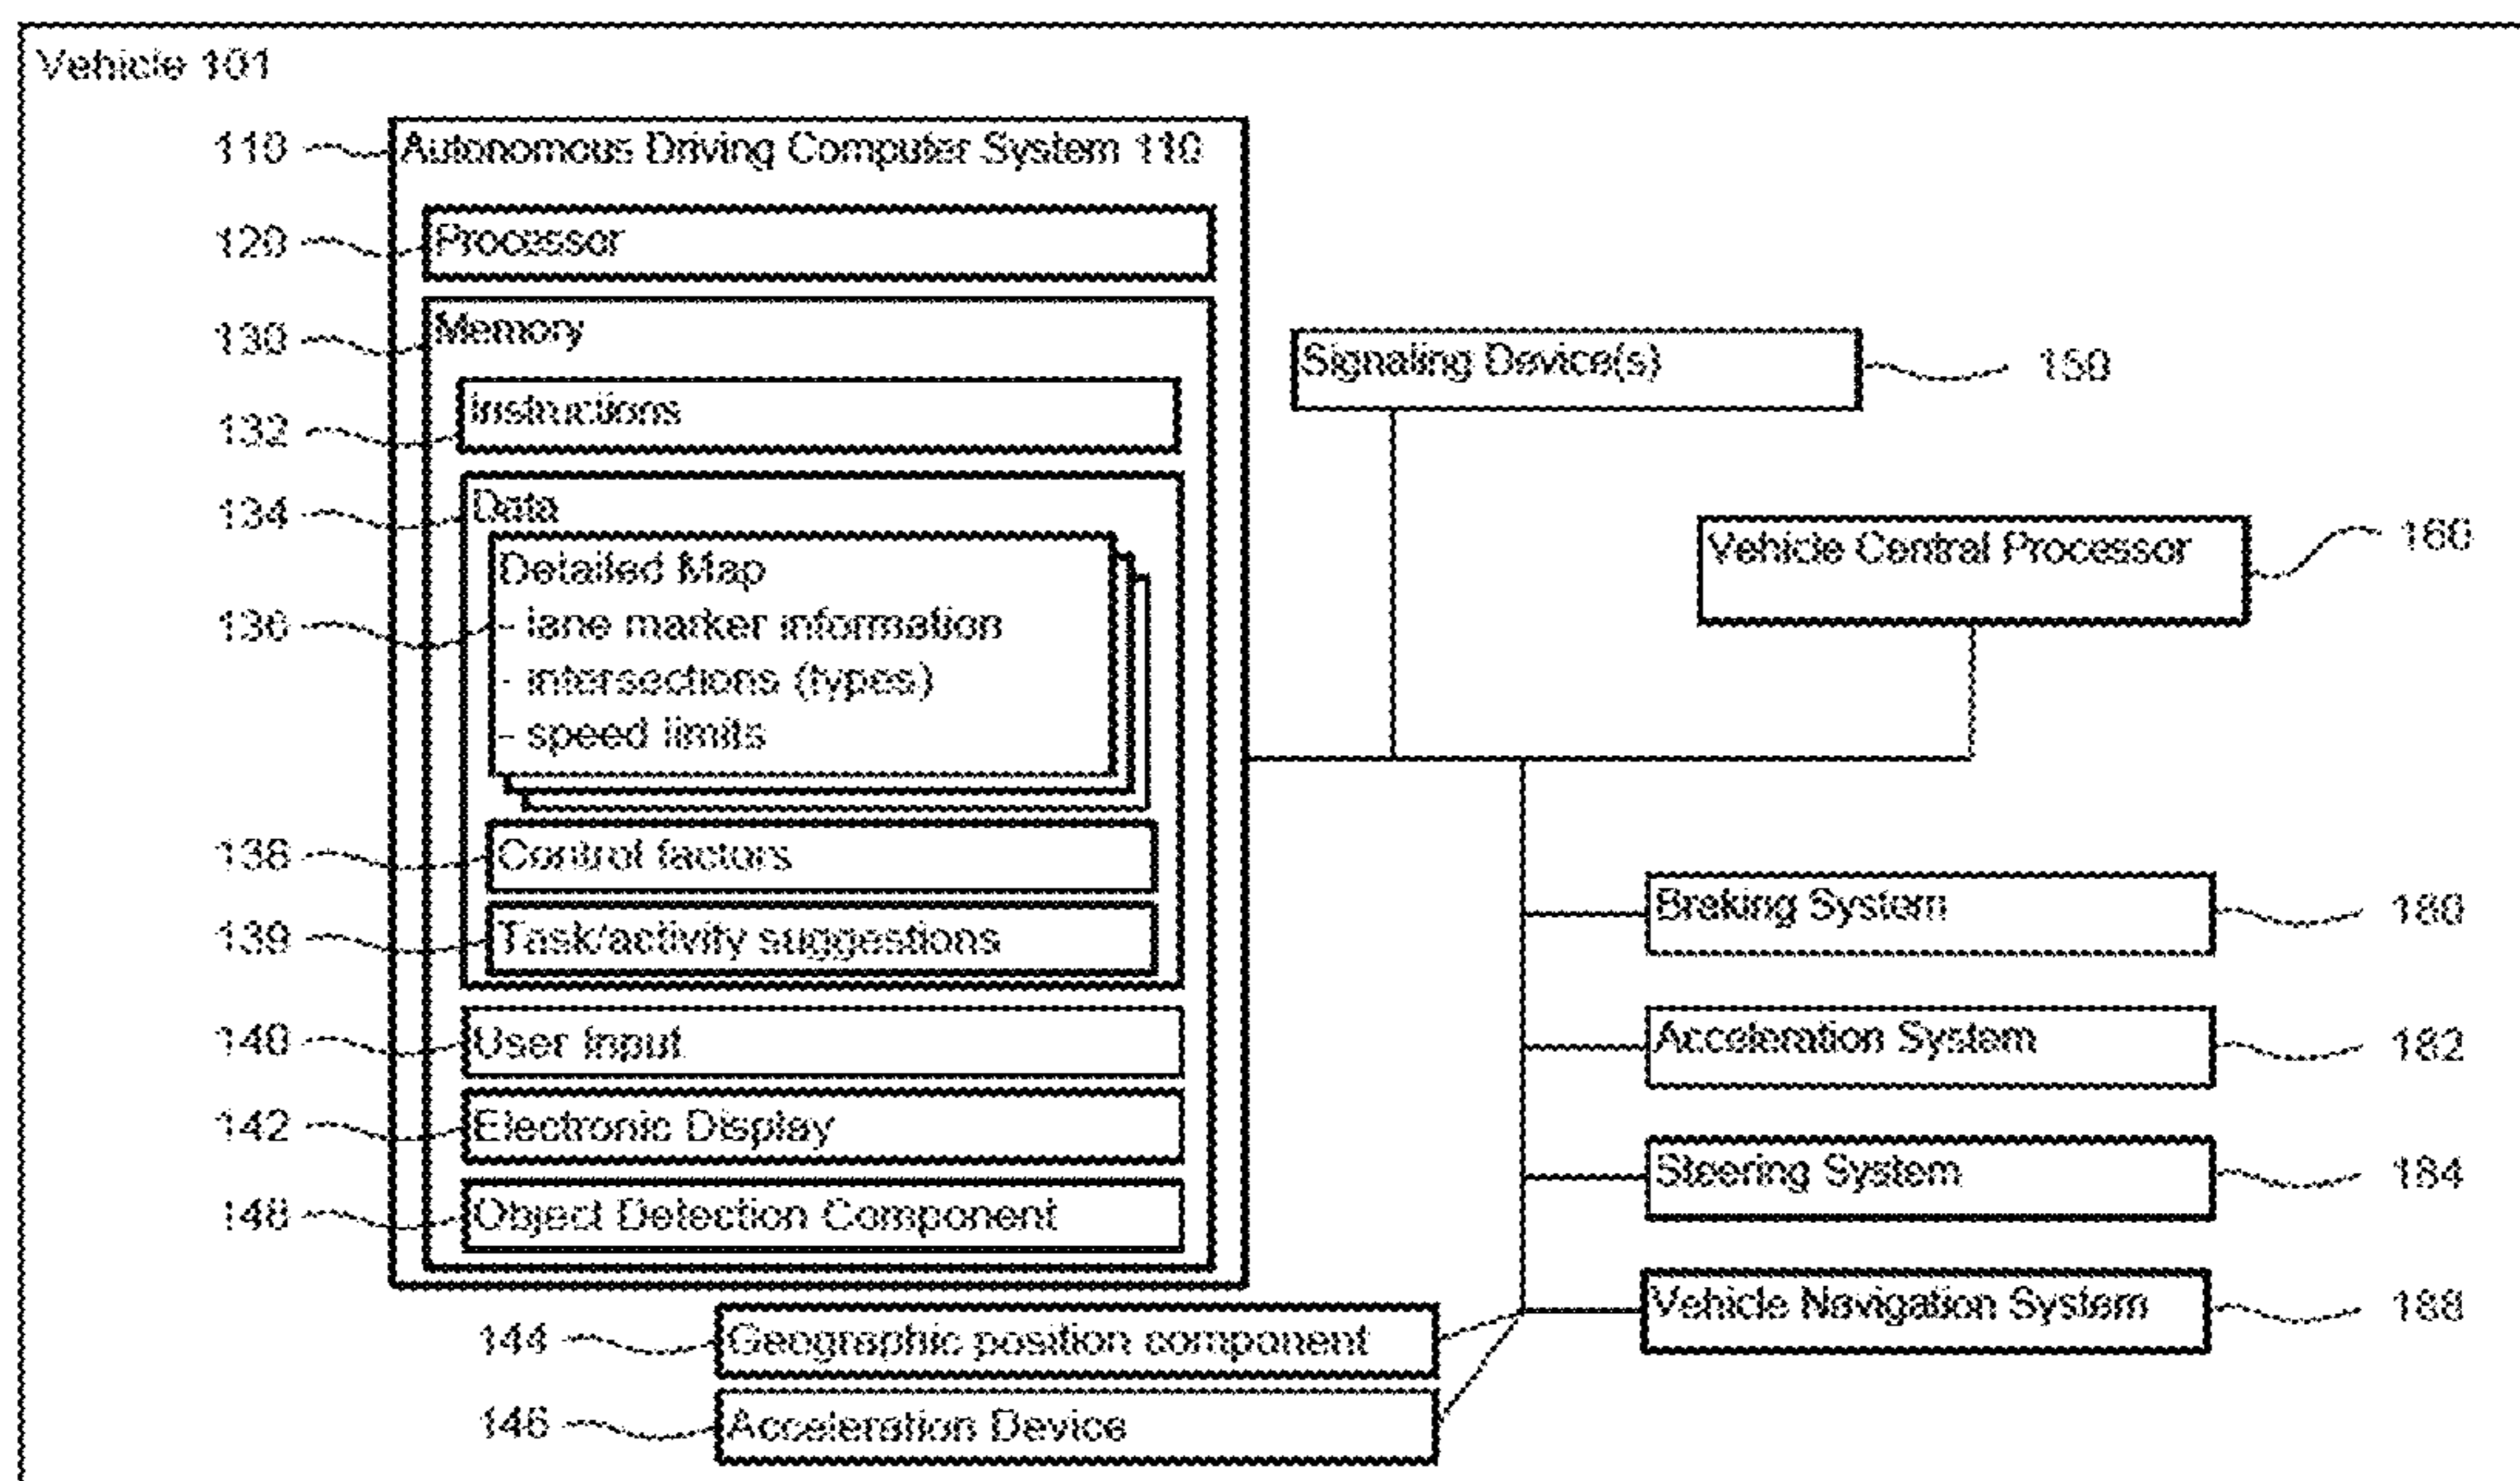 Vehicle 101
110
Autonomous Driving Computer System 110
120
Processor
130
Memory
132
Instructions
134
Data
136
Detailed Map
- lane marker information
- intersections (types)
- speed limits
138
Control factors
139
Task/activity suggestions
140
User Input
142
Electronic Display
148
Object Detection Component
144
Geographic position component
146
Acceleration Device
Signaling Device(s)
150
Vehicle Central Processor
160
Braking System
180
Acceleration System
182
Steering System
184
Vehicle Navigation System